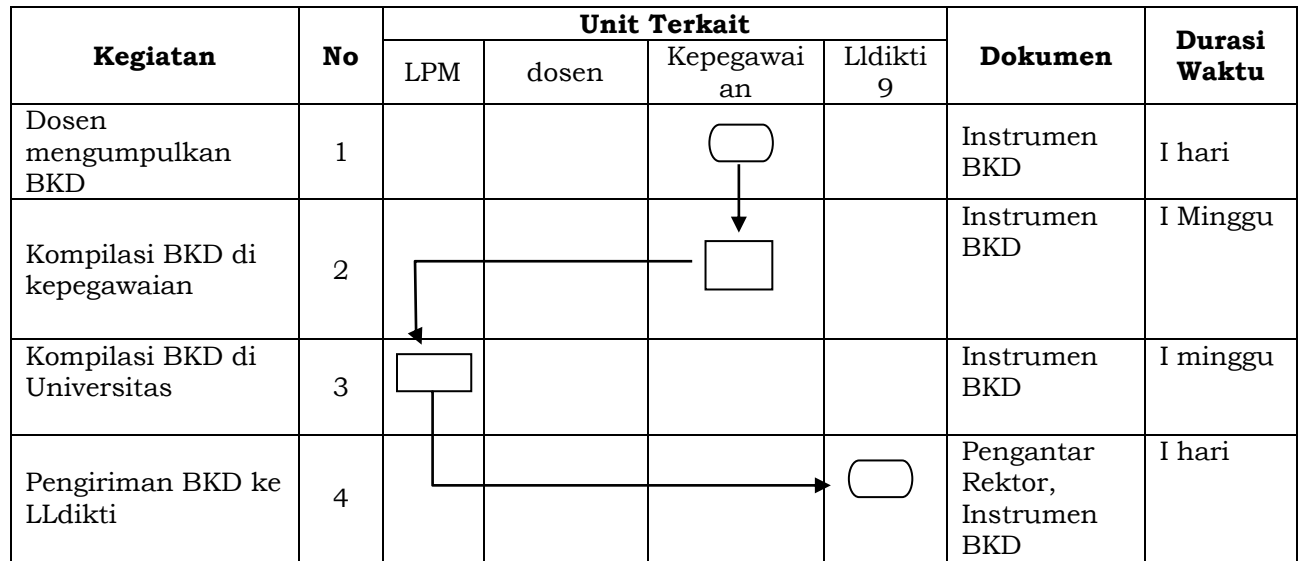 Kegiatan
No
Unit Terkait
Dokumen
Durasi
Waktu
LPM
dosen
Kepegawai
an
Lldikti
9
Dosen
mengumpulkan
BKD
1
Instrumen
BKD
I hari
Kompilasi BKD di
kepegawaian
2
Instrumen
BKD
I Minggu
Kompilasi BKD di
Universitas
3
Instrumen
BKD
I minggu
Pengiriman BKD ke
LLdikti
4
Pengantar
Rektor,
Instrumen
BKD
I hari